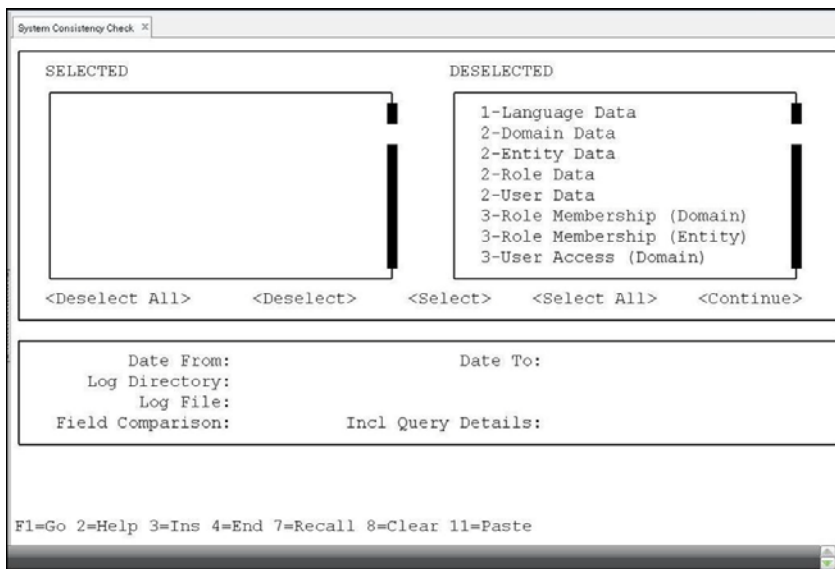 System Consistency Check X
SELECTED DESELECTED
1-Language Data
2-Domain Data
2-Entity Data
2-Role Data
2-User Data
3-Role Membership (Domain)
3-Role Membership (Entity)
3-User Access (Domain)
<Deselect All> <Deselect> <Select> <Select All> <Continue>
Date From: Date To:
Log Directory:
Log File:
Field Comparison: Incl Query Details:
F1=Go 2=Help 3=Ins 4=End 7=Recall 8=Clear 11=Paste